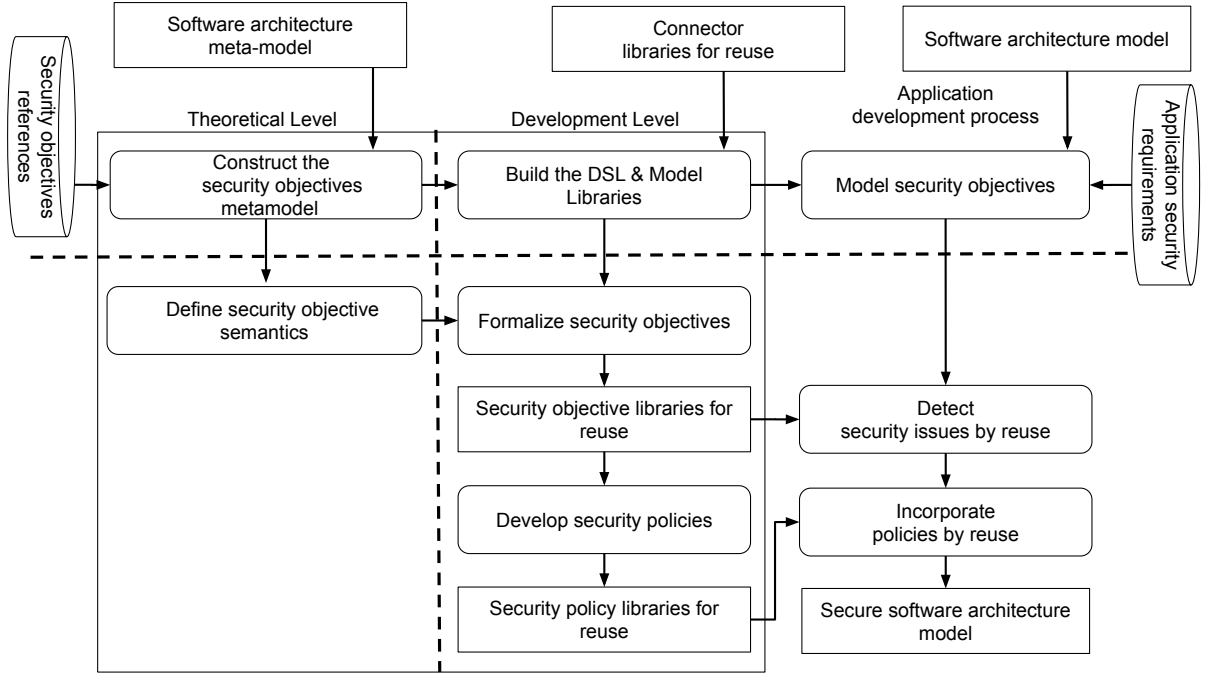 Software architecture
meta-model
Connector
libraries for reuse
Software architecture model
Security objectives
references
Theoretical Level
Development Level
Application
development process
Application security
requirements
Construct the
security objectives
metamodel
Build the DSL & Model
Libraries
Model security objectives
Define security objective
semantics
Formalize security objectives
Security objective libraries for
reuse
Detect
security issues by reuse
Develop security policies
Incorporate
policies by reuse
Security policy libraries for
reuse
Secure software architecture
model